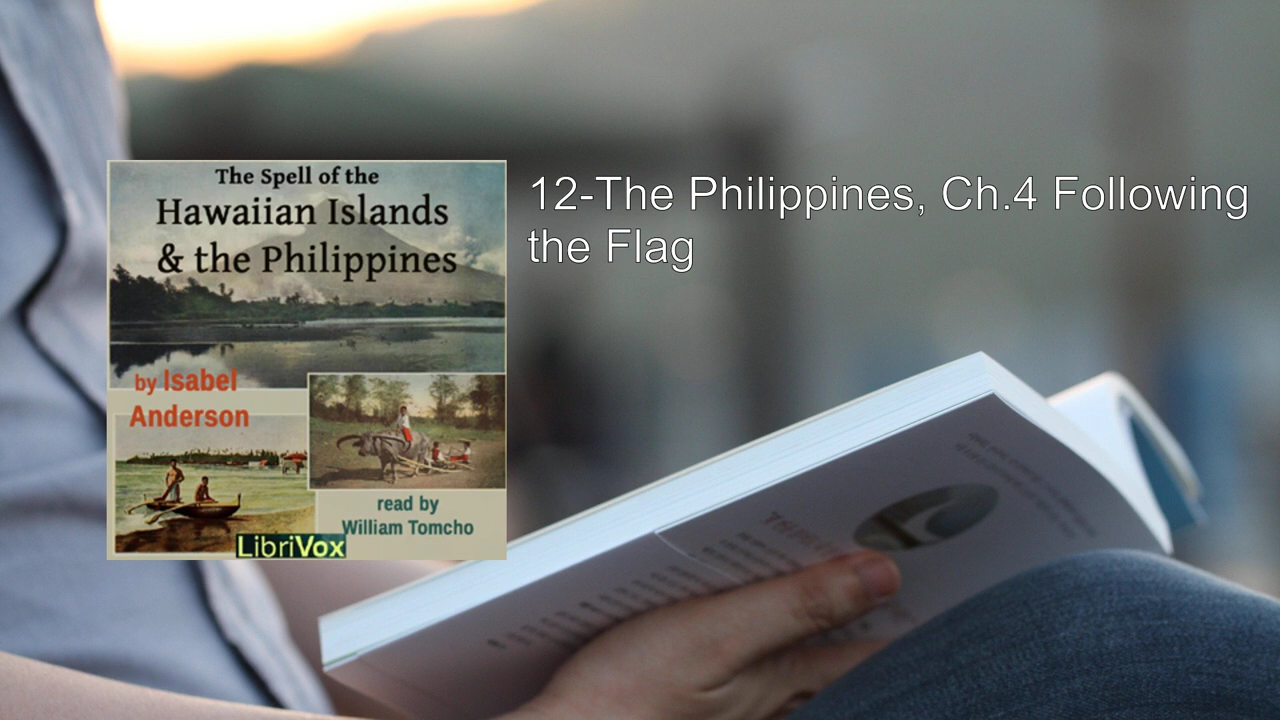 The Spell of the
Hawaiian Islands
& the Philippines
by Isabel
Anderson
read by
William Tomcho
LibriVox
12-The Philippines, Ch.4 Following
the Flag